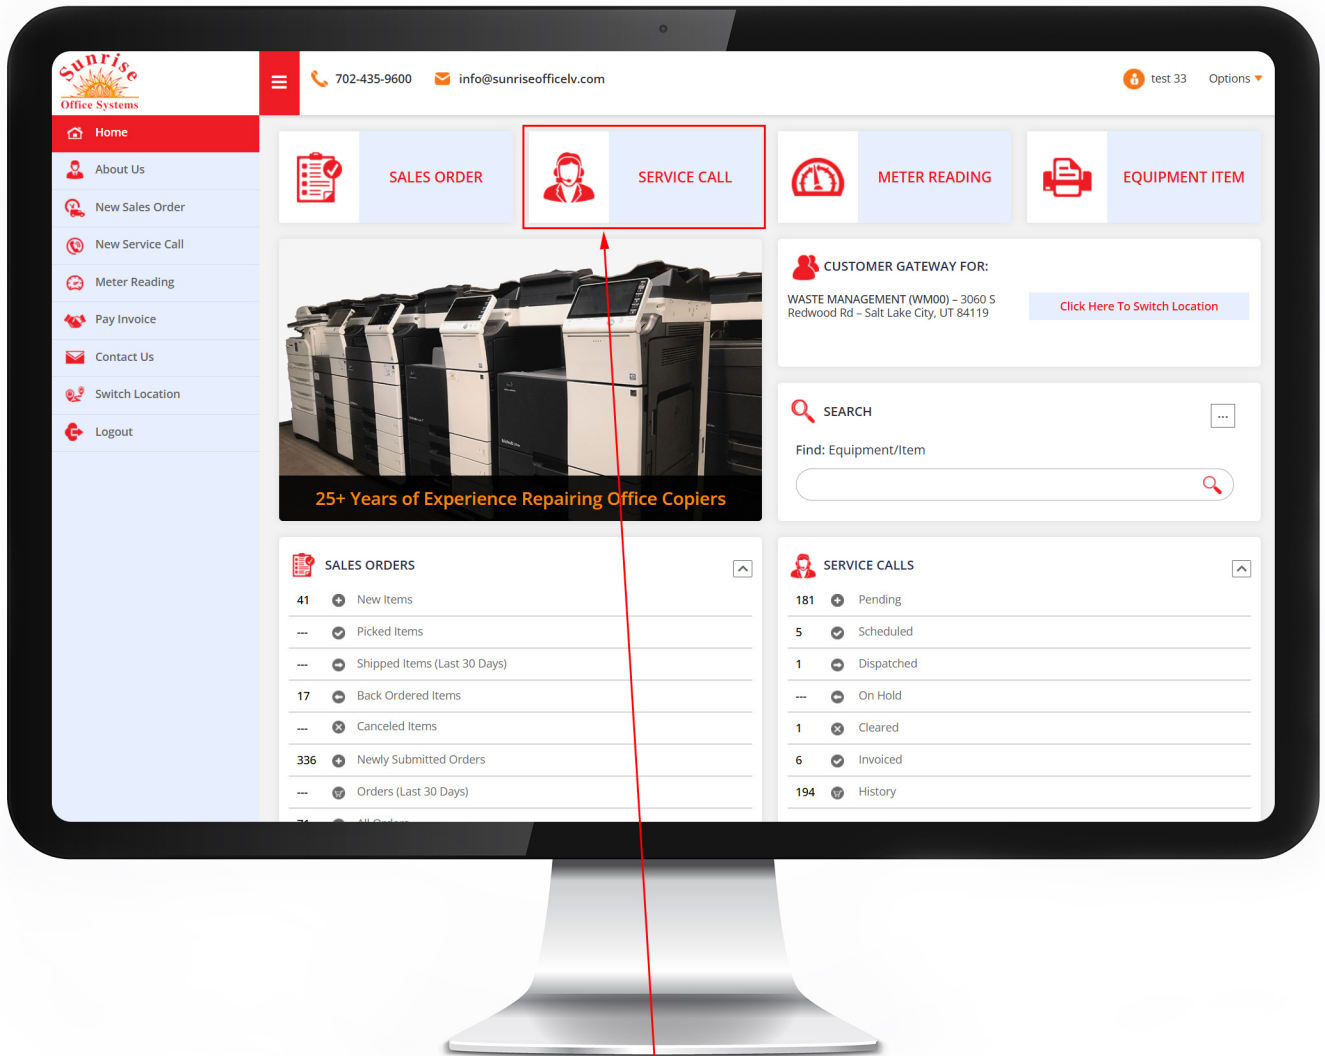 Sunrise
Office Systems
702-435-9600
info@sunriseofficelv.com
test 33
Options
Home
About Us
New Sales Order
New Service Call
Meter Reading
Pay Invoice
Contact Us
Switch Location
Logout
SALES ORDER
SERVICE CALL
METER READING
EQUIPMENT ITEM
25+ Years of Experience Repairing Office Copiers
CUSTOMER GATEWAY FOR:
WASTE MANAGEMENT (WM00) – 3060 S
Redwood Rd – Salt Lake City, UT 84119
Click Here To Switch Location
SEARCH
...
Find: Equipment/Item
SALES ORDERS
41 New Items
--- Picked Items
--- Shipped Items (Last 30 Days)
17 Back Ordered Items
--- Canceled Items
336 Newly Submitted Orders
--- Orders (Last 30 Days)
71 All Orders
SERVICE CALLS
181 Pending
5 Scheduled
1 Dispatched
--- On Hold
1 Cleared
6 Invoiced
194 History